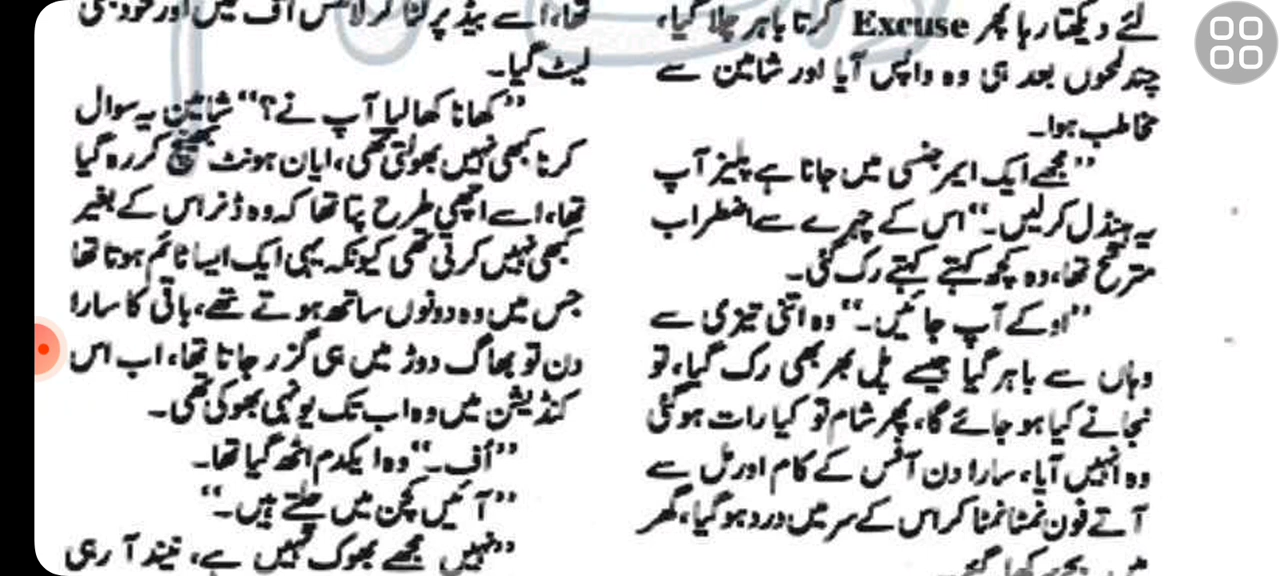 لئے دیکھتا رہا پھر Excuse کرتا باہر چلا گیا،
چند لمحوں بعد ہی وہ واپس آیا اور شامین سے
مخاطب ہوا۔
”مجھے ایک ایمرجنسی میں جانا ہے پلیز آپ
یہ ہینڈل کرلیں۔“ اس کے چہرے سے اضطراب
مترشح تھا، وہ کچھ کہتے کہتے رک گئی۔
”اوکے آپ جائیں۔“ وہ اتنی تیزی سے
وہاں سے باہر گیا جیسے پل بھر بھی رک گیا، تو
نجانے کیا ہو جائے گا، پھر شام تو کیا رات ہوگئی
وہ نہیں آیا، سارا دن آفس کے کام اور مل سے
آتے فون نمٹا نمٹا کر اس کے سر میں درد ہو گیا، گھر
میں
تھا، اسے بیڈ پر لٹا کر لائٹس آف کیں اور خود بھی
لیٹ گیا۔
”کھانا کھا لیا آپ نے؟“ شامین یہ سوال
کرنا کبھی نہیں بھولتی تھی، ایان ہونٹ بھینچ کر رہ گیا
تھا، اسے اچھی طرح پتا تھا کہ وہ ڈنر اس کے بغیر
کبھی نہیں کرتی تھی کیونکہ یہی ایک ایسا ٹائم ہوتا تھا
جس میں وہ دونوں ساتھ ہوتے تھے، باقی کا سارا
دن تو بھاگ دوڑ میں ہی گزر جاتا تھا، اب اس
کنڈیشن میں وہ اب تک یونہی بھوکی تھی۔
”اُف۔“ وہ ایکدم اٹھ گیا تھا۔
”آئیں کچن میں چلتے ہیں۔“
”نہیں مجھے بھوک نہیں ہے، نیند آ رہی